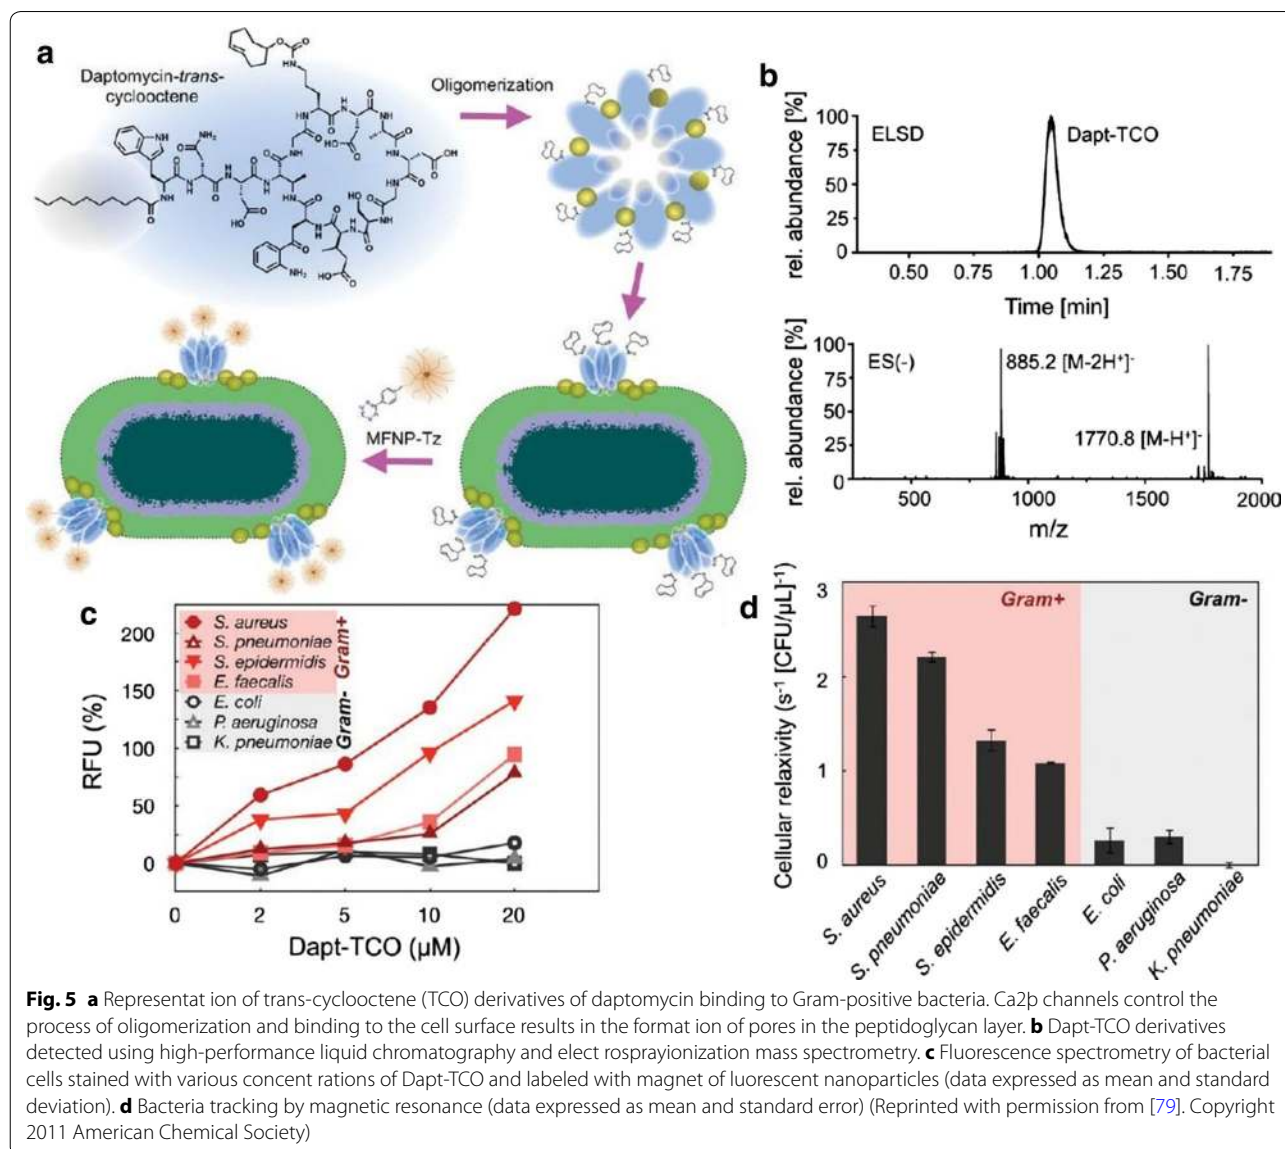 a
Daptomycin-trans-
cyclooctene
Oligomerization
MFNP-Tz
b
rel. abundance [%]
100
75
50
25
0
ELSD
Dapt-TCO
0.50 0.75 1.00 1.25 1.50 1.75
Time [min]
rel. abundance [%]
100
75
50
25
0
ES(-)
885.2 [M-2H⁺]⁻
1770.8 [M-H⁺]⁻
500 1000 1500 2000
m/z
c
RFU (%)
200
150
100
50
0
S. aureus
S. pneumoniae
S. epidermidis
E. faecalis
Gram+
E. coli
P. aeruginosa
K. pneumoniae
Gram-
0 2 5 10 20
Dapt-TCO (μM)
d
Cellular relaxivity (s⁻¹ [CFU/μL]⁻¹)
3
2
1
0
Gram+
Gram-
S. aureus
S. pneumoniae
S. epidermidis
E. faecalis
E. coli
P. aeruginosa
K. pneumoniae
Fig. 5 a Representat ion of trans-cyclooctene (TCO) derivatives of daptomycin binding to Gram-positive bacteria. Ca2þ channels control the
process of oligomerization and binding to the cell surface results in the format ion of pores in the peptidoglycan layer. b Dapt-TCO derivatives
detected using high-performance liquid chromatography and elect rosprayionization mass spectrometry. c Fluorescence spectrometry of bacterial
cells stained with various concent rations of Dapt-TCO and labeled with magnet of luorescent nanoparticles (data expressed as mean and standard
deviation). d Bacteria tracking by magnetic resonance (data expressed as mean and standard error) (Reprinted with permission from [79]. Copyright
2011 American Chemical Society)